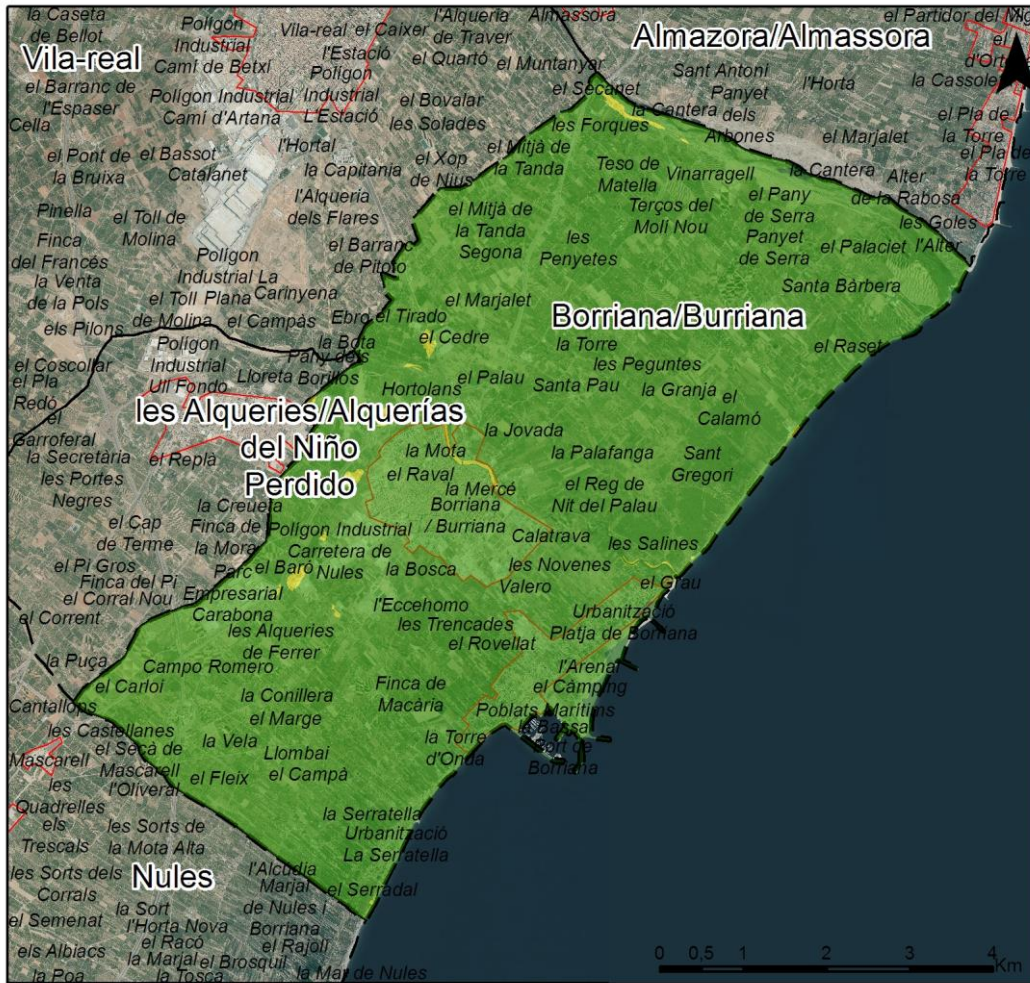 la Caseta
de Bellot
Vila-real
Polígon
Industrial
Camí de Betxí
Vila-real
el Caixer
l'Estació
Polígon
Industrial
L'Estació
l'Alqueria
de Traver
el Quartó
Almassora
el Muntanyar
Almazora/Almassora
el Barranc de
l'Espaser
Polígon Industrial
Camí d'Artana
el Bovalar
les Solades
el Secanet
Sant Antoni
Panyet
dels
Arbones
l'Horta
la Cantera
les Forques
el Marjalet
el Pla de
la Torre
el Pla de
la Torre
Cella
l'Hortal
el Pont de
la Bruixa
el Bassot
Catalanet
la Capitania
el Xop
de Nius
el Mitjà de
la Tanda
Teso de
Matella
Vinarragell
la Cantera
Alter
de la Rabosa
l'Alqueria
dels Flares
Terços del
Molí Nou
el Pany
de Serra
Panyet
de Serra
les Goles
Pinella
el Toll de
Molina
el Mitjà de
la Tanda
Segona
les
Penyetes
el Palaciet
l'Alter
Finca
del Francés
la Venta
de la Pols
Polígon
Industrial La
Plana
el Barranc
de Pitoto
Santa Bàrbera
el Toll
de Molina
Carinyena
el Marjalet
Borriana/Burriana
els Pilons
el Campàs
Ebro
el Tirado
el Cedre
la Torre
el Raset
el Coscollar
el Pla
Redó
Polígon
Industrial
Ull Fondo
la Bota
Pany dels
Borillos
Lloreta
les Peguntes
Hortolans
el Palau
Santa Pau
la Granja
el
Calamó
les Alqueries/Alquerías
del Niño
Perdido
el
Garroferal
la Secretària
el Replà
la Jovada
la Mota
la Palafanga
Sant
Gregori
les Portes
Negres
el Raval
la Mercé
el Reg de
Nit del Palau
la Creueta
Borriana
/ Burriana
el Cap
de Terme
Finca de
la Mora
Polígon Industrial
Carretera de
Nules
Calatrava
les Salines
el Pi Gros
Finca del Pi
el Corral Nou
Parc
Empresarial
Carabona
el Baró
la Bosca
les Novenes
Valero
el Grau
el Corrent
l'Eccehomo
Urbanització
Platja de Borriana
les Alqueries
de Ferrer
les Trencades
el Rovellat
la Puça
Campo Romero
l'Arenal
el Càmping
el Carloi
la Conillera
Finca de
Macària
Cantallops
el Marge
Poblats Marítims
la Bassa
Port de
Borriana
les Castellanes
el Secà de
Mascarell
la Vela
Llombai
la Torre
d'Onda
Mascarell
l'Oliveral
el Fleix
el Campà
les
Quadrelles
la Serratella
els
Trescals
les Sorts de
la Mota Alta
Urbanització
La Serratella
Nules
les Sorts dels
Corrals
l'Alcúdia
Marjal
de Nules i
Borriana
el Serradal
el Semenat
la Sort
l'Horta Nova
el Racó
el Rajolí
els Albiacs
la Marjal
el Brosquil
la Poa
la Tosca
la Mar de Nules
0 0,5 1 2 3 4
Km